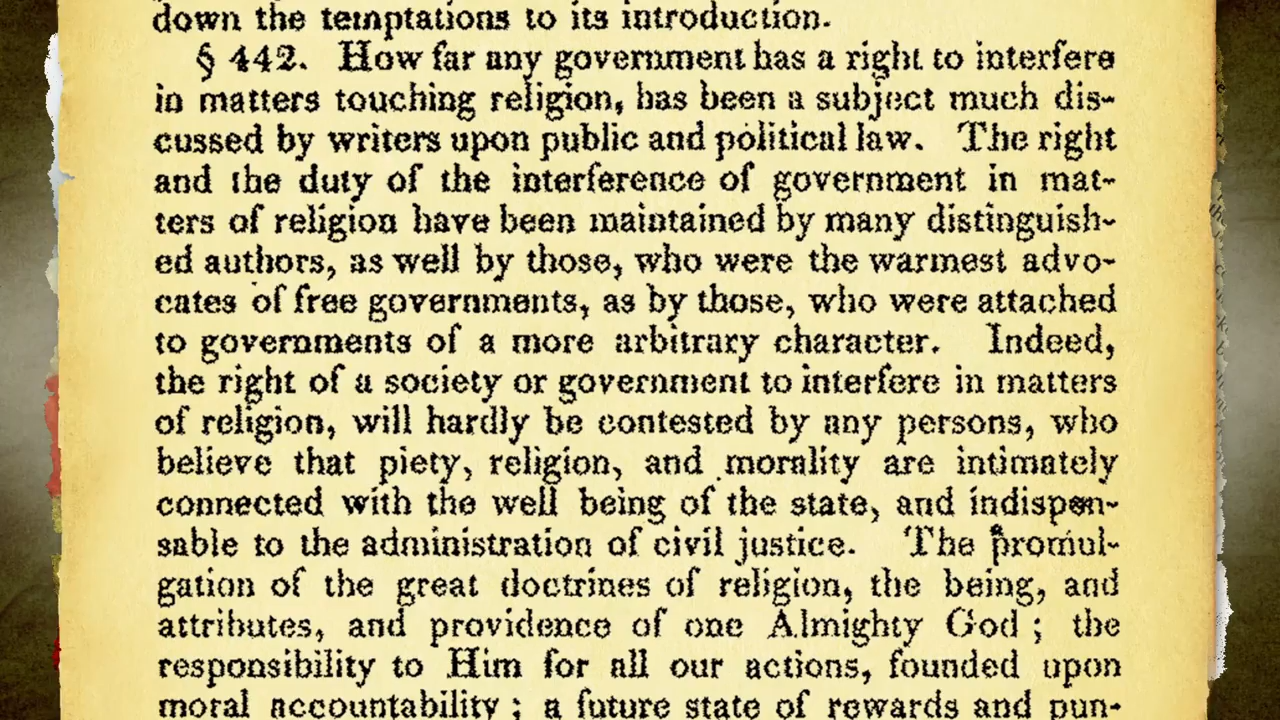 down the temptations to its introduction.
§ 442. How far any government has a right to interfere
in matters touching religion, has been a subject much dis-
cussed by writers upon public and political law. The right
and the duty of the interference of government in mat-
ters of religion have been maintained by many distinguish-
ed authors, as well by those, who were the warmest advo-
cates of free governments, as by those, who were attached
to governments of a more arbitrary character. Indeed,
the right of a society or government to interfere in matters
of religion, will hardly be contested by any persons, who
believe that piety, religion, and morality are intimately
connected with the well being of the state, and indispen-
sable to the administration of civil justice. The promul-
gation of the great doctrines of religion, the being, and
attributes, and providence of one Almighty God; the
responsibility to Him for all our actions, founded upon
moral accountability; a future state of rewards and pun-